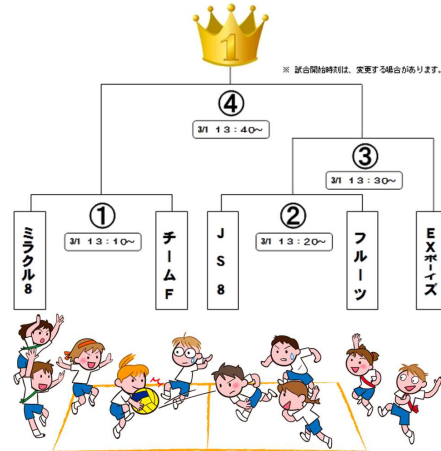 1
※ 試合開始時刻は、変更する場合があります。
④
3/1 13:40~
③
3/1 13:30~
①
3/1 13:10~
②
3/1 13:20~
ミラクル8
チームF
JS8
フルーツ
EXボーイズ